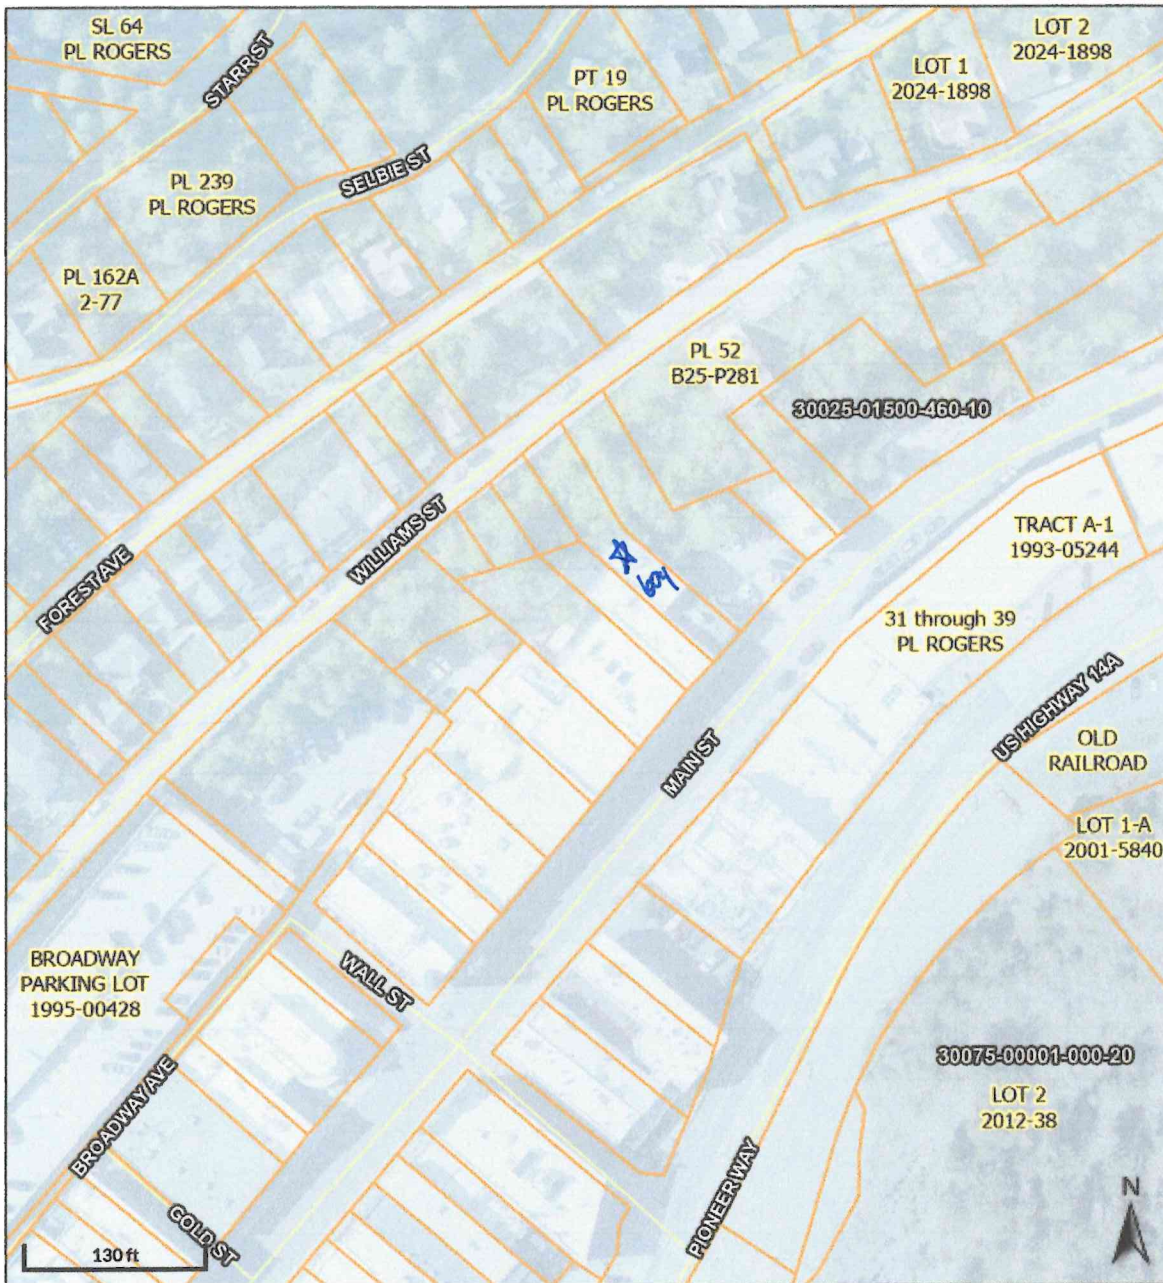 SL 64
PL ROGERS
STARR ST
PT 19
PL ROGERS
LOT 1
2024-1898
LOT 2
2024-1898
SELBIE ST
PL 239
PL ROGERS
PL 162A
2-77
PL 52
B25-P281
30025-01500-460-10
FOREST AVE
WILLIAMS ST
604
TRACT A-1
1993-05244
31 through 39
PL ROGERS
US HIGHWAY 14A
MAIN ST
OLD
RAILROAD
LOT 1-A
2001-5840
BROADWAY
PARKING LOT
1995-00428
WALL ST
30075-00001-000-20
LOT 2
2012-38
BROADWAY AVE
PIONEER WAY
GOLD ST
130 ft
N